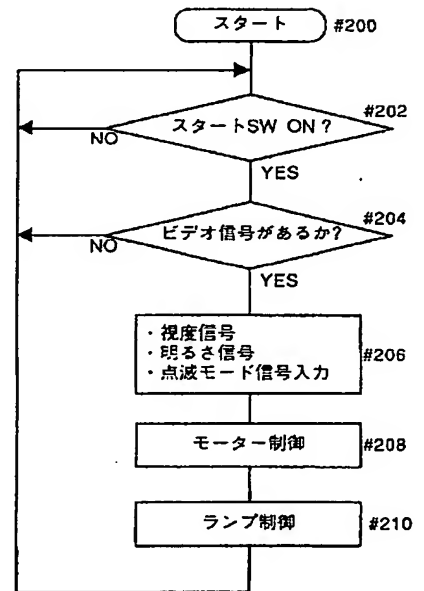 スタート #200
#202
スタートSW ON ?
NO
YES
#204
ビデオ信号があるか?
NO
YES
・視度信号
・明るさ信号
・点滅モード信号入力
#206
モーター制御 #208
ランプ制御 #210